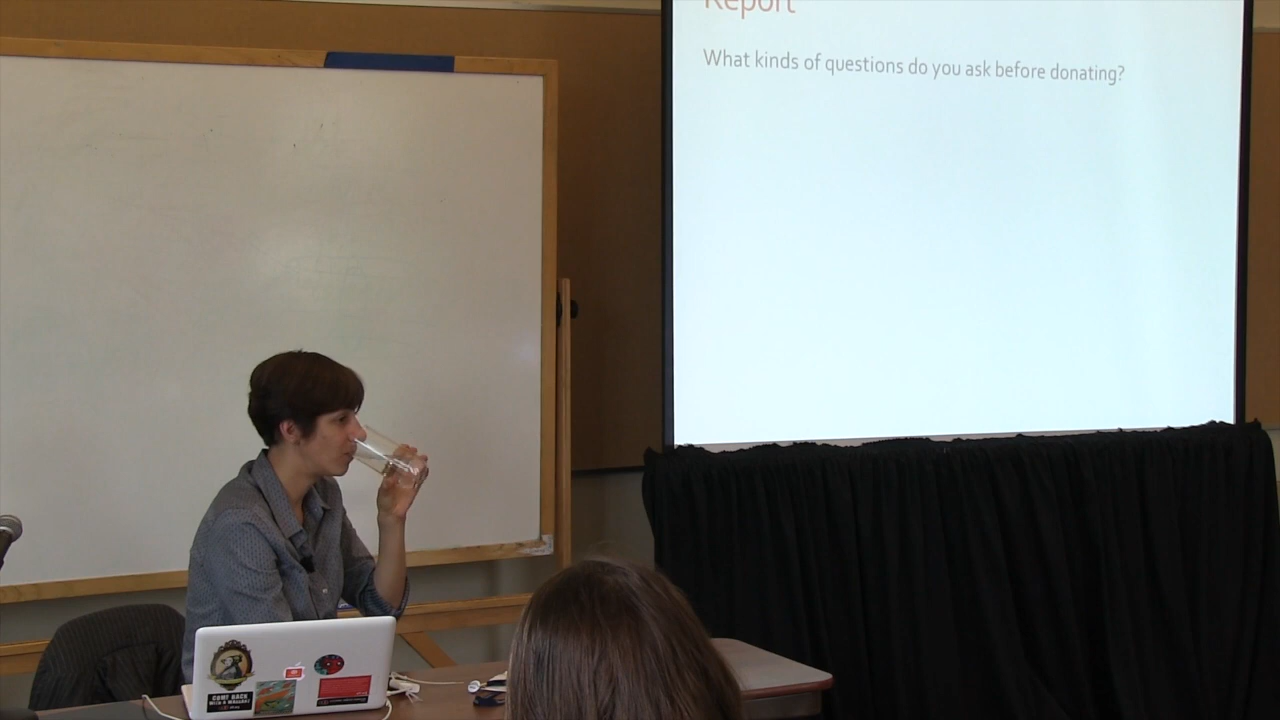 Report
What kinds of questions do you ask before donating?
COME BACK
WITH A WARRANT